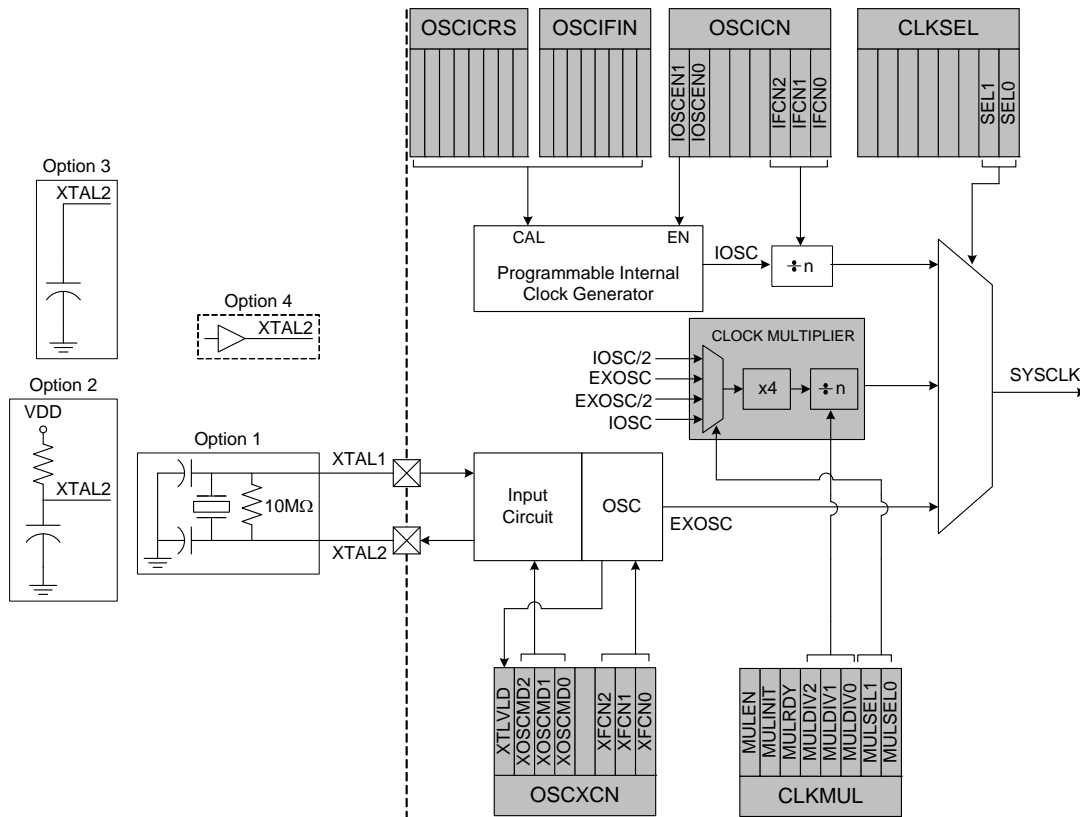 OSCICRS
OSCIFIN
OSCICN
CLKSEL
IOSCEN1
IOSCEN0
IFCN2
IFCN1
IFCN0
SEL1
SEL0
Option 3
XTAL2
CAL
EN
Programmable Internal
Clock Generator
IOSC
÷n
Option 4
XTAL2
CLOCK MULTIPLIER
IOSC/2
EXOSC
EXOSC/2
IOSC
x4
÷n
SYSCLK
Option 2
VDD
XTAL2
Option 1
10MΩ
XTAL1
XTAL2
Input
Circuit
OSC
EXOSC
XTLVLD
XOSCMD2
XOSCMD1
XOSCMD0
XFCN2
XFCN1
XFCN0
OSCXCN
MULEN
MULINIT
MULRDY
MULDIV2
MULDIV1
MULDIV0
MULSEL1
MULSEL0
CLKMUL